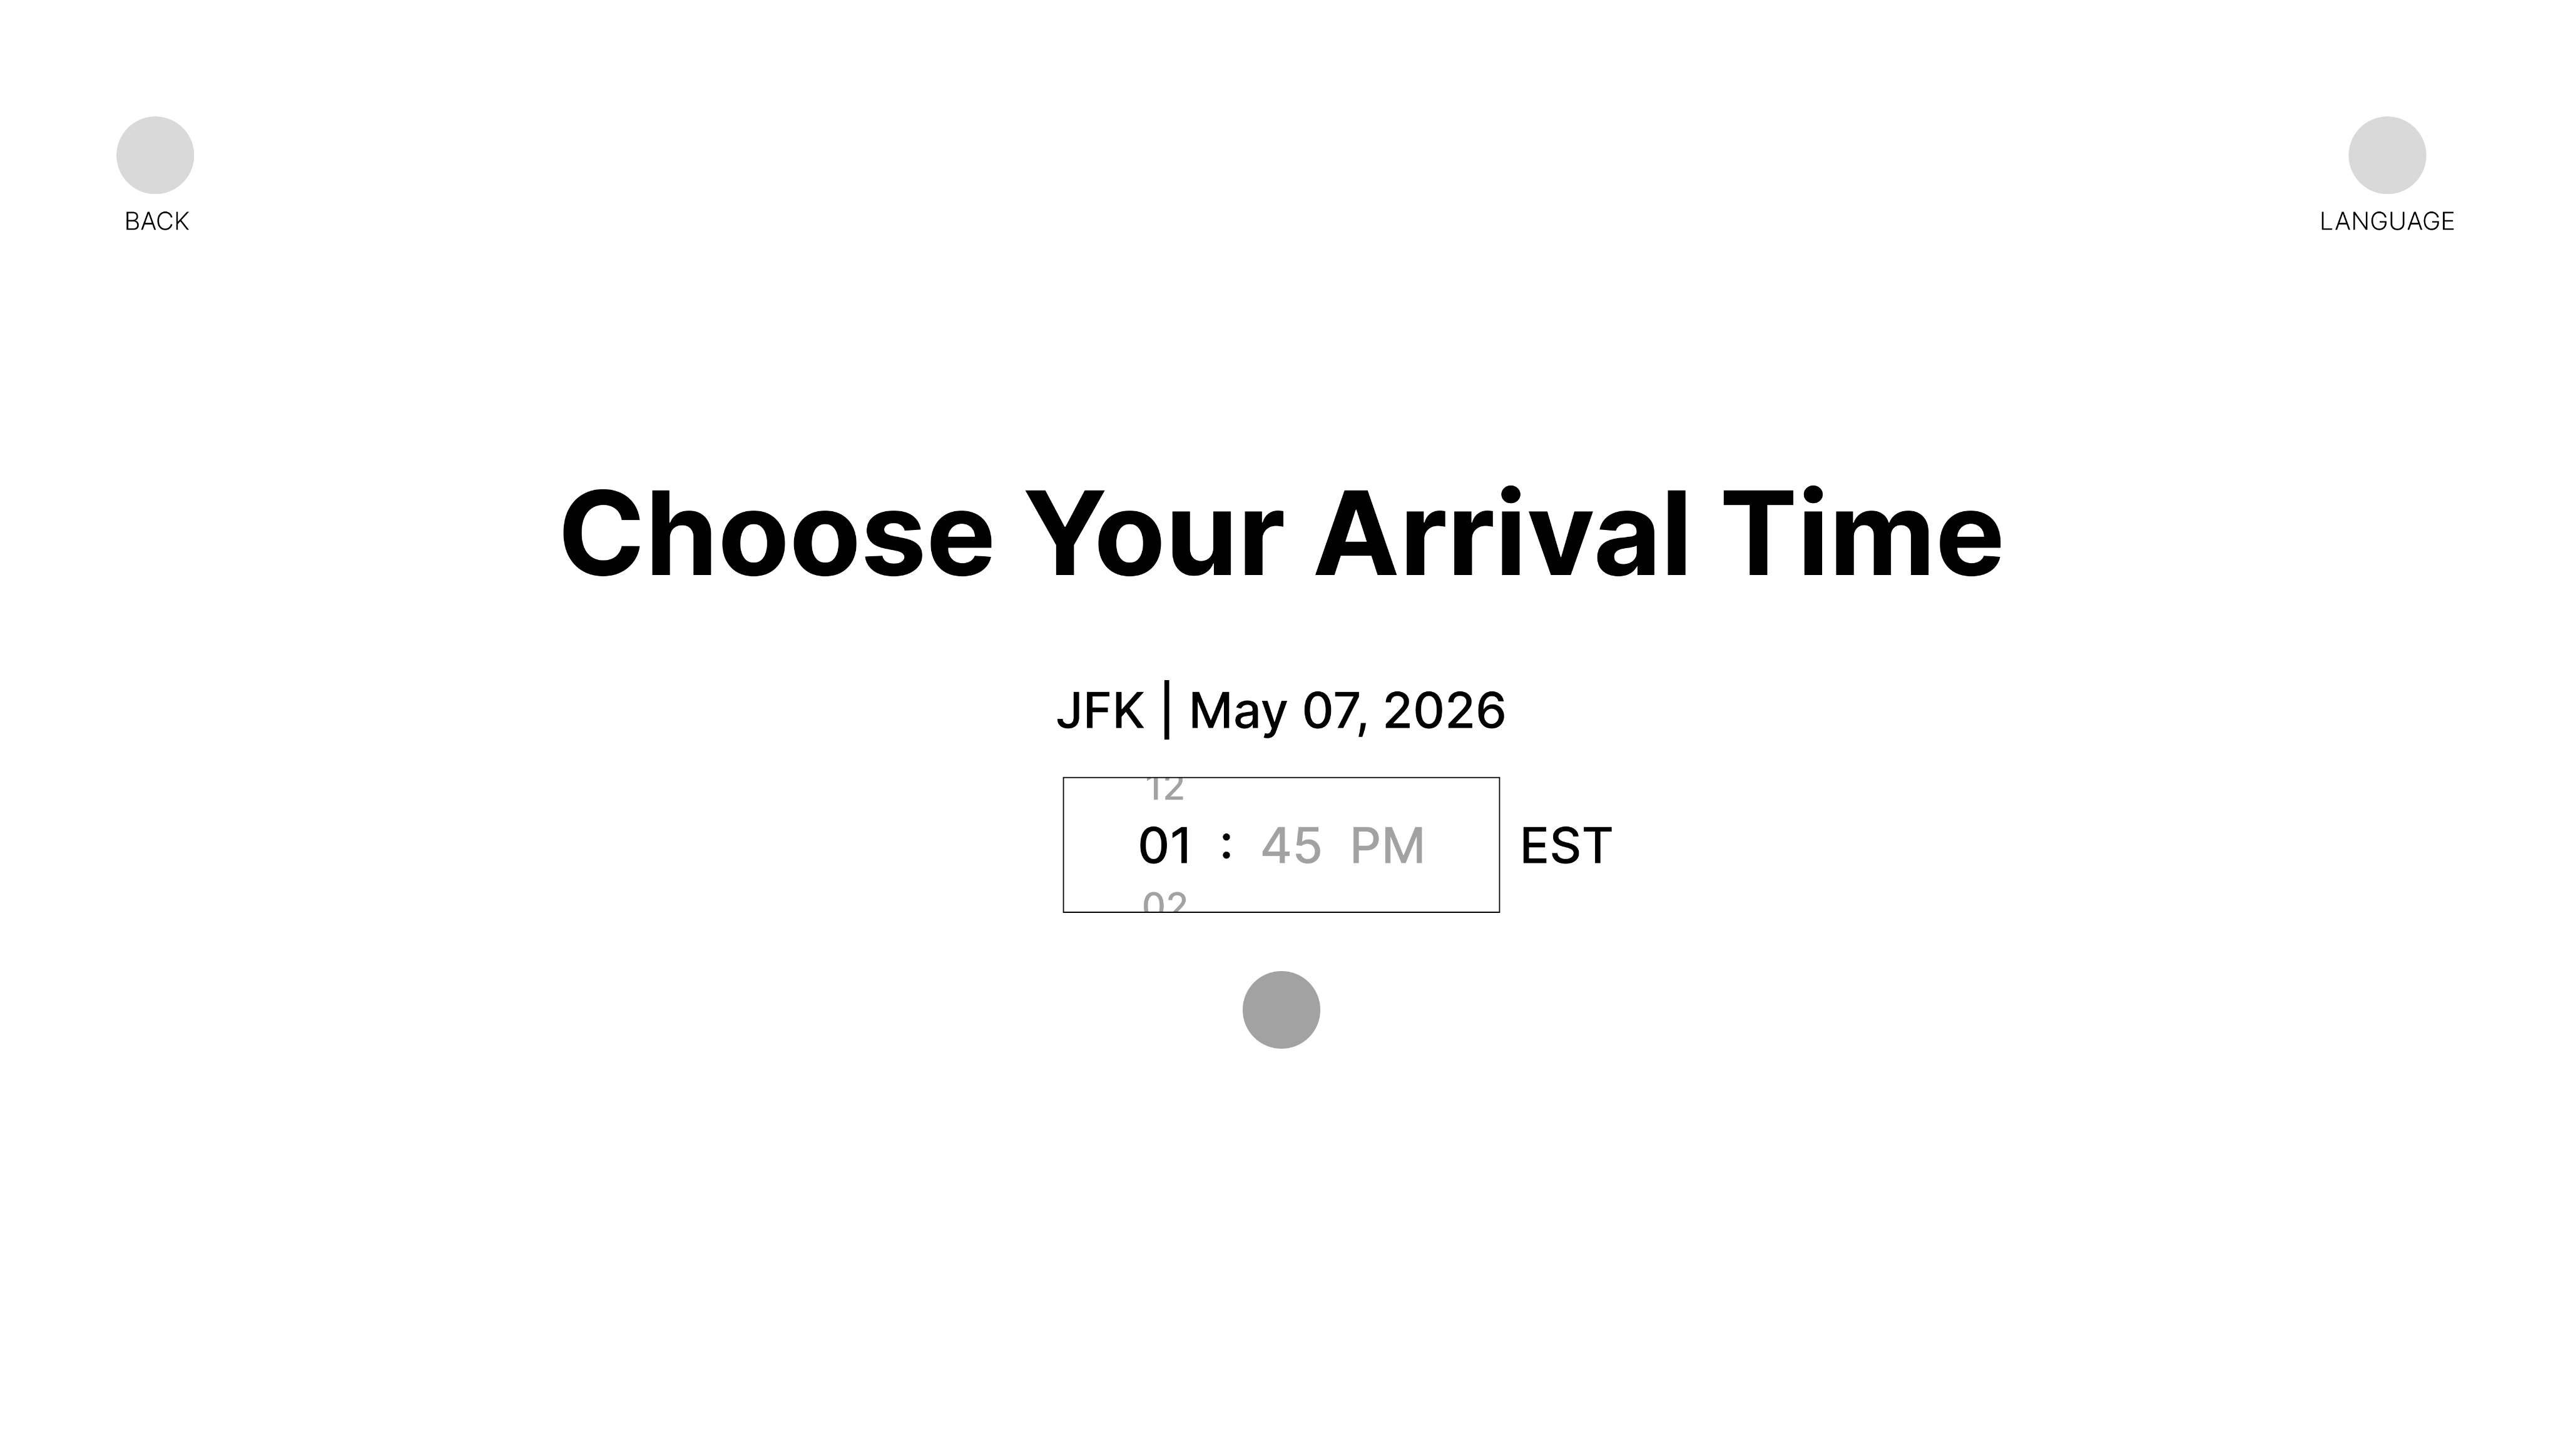 BACK
LANGUAGE
Choose Your Arrival Time
JFK | May 07, 2026
12
01 : 45 PM EST
02